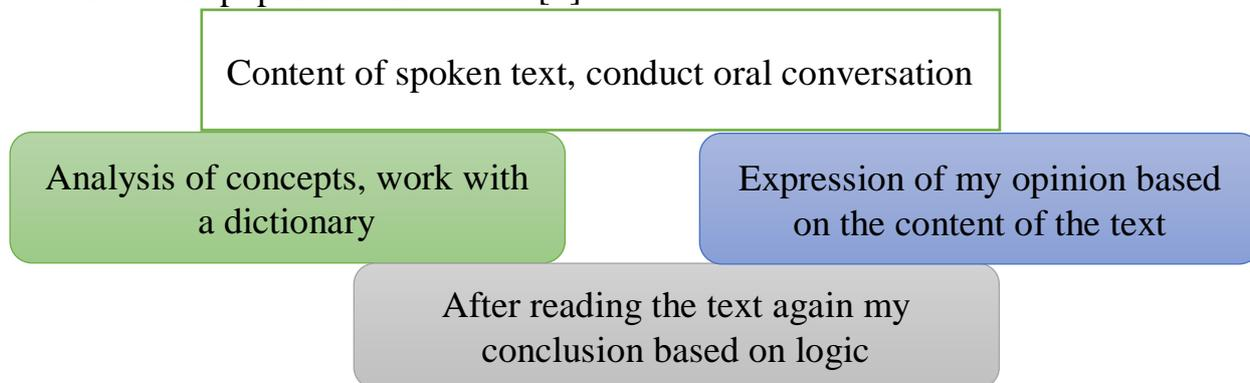 Content of spoken text, conduct oral conversation
Analysis of concepts, work with
a dictionary
Expression of my opinion based
on the content of the text
After reading the text again my
conclusion based on logic